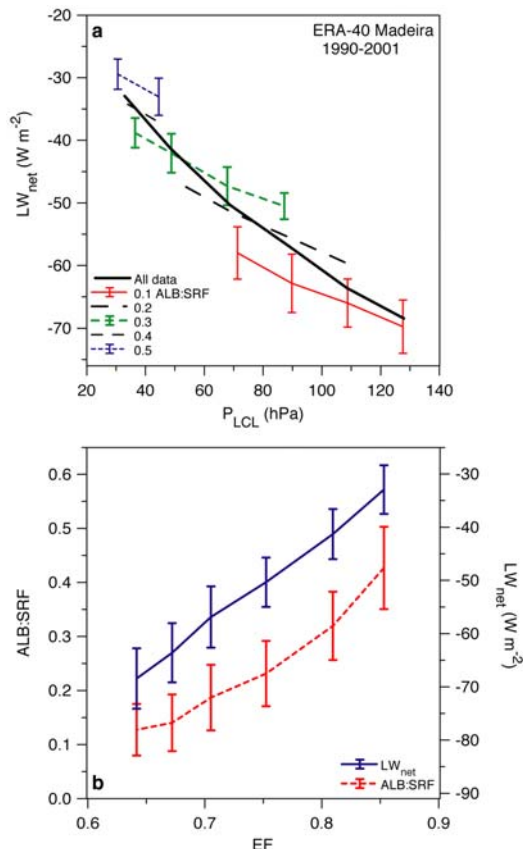 a
ERA-40 Madeira
1990-2001
-20
-30
-40
-50
-60
-70
LWnet (W m-2)
All data
0.1 ALB:SRF
0.2
0.3
0.4
0.5
20 40 60 80 100 120 140
PLCL (hPa)
0.6
0.5
0.4
0.3
0.2
0.1
0.0
ALB:SRF
-30
-40
-50
-60
-70
-80
-90
LWnet (W m-2)
b
LWnet
ALB:SRF
0.6 0.7 0.8 0.9